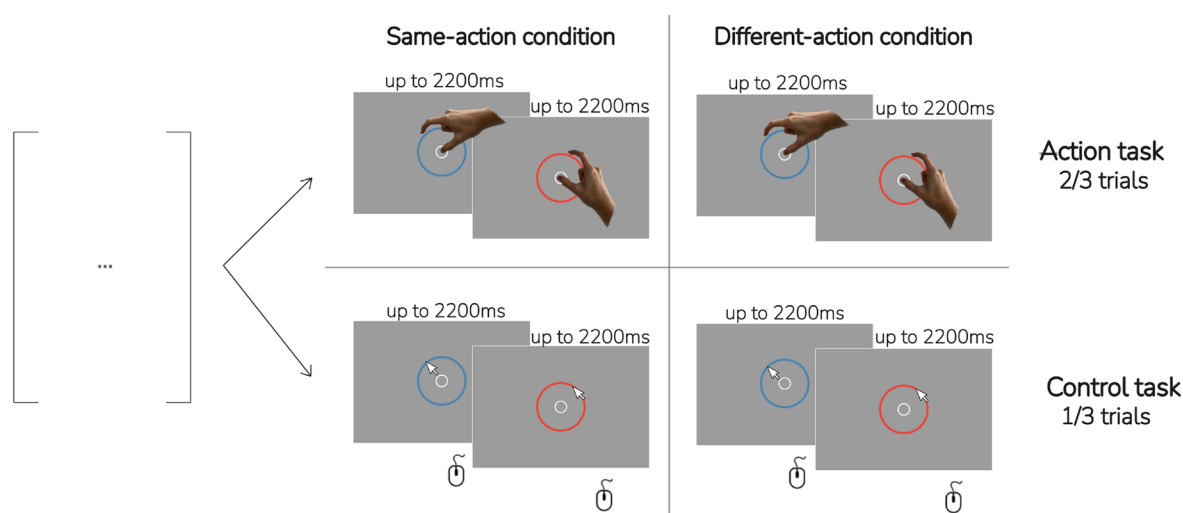 Same-action condition
Different-action condition
up to 2200ms
up to 2200ms
up to 2200ms
up to 2200ms
Action task
2/3 trials
...
up to 2200ms
up to 2200ms
up to 2200ms
up to 2200ms
Control task
1/3 trials